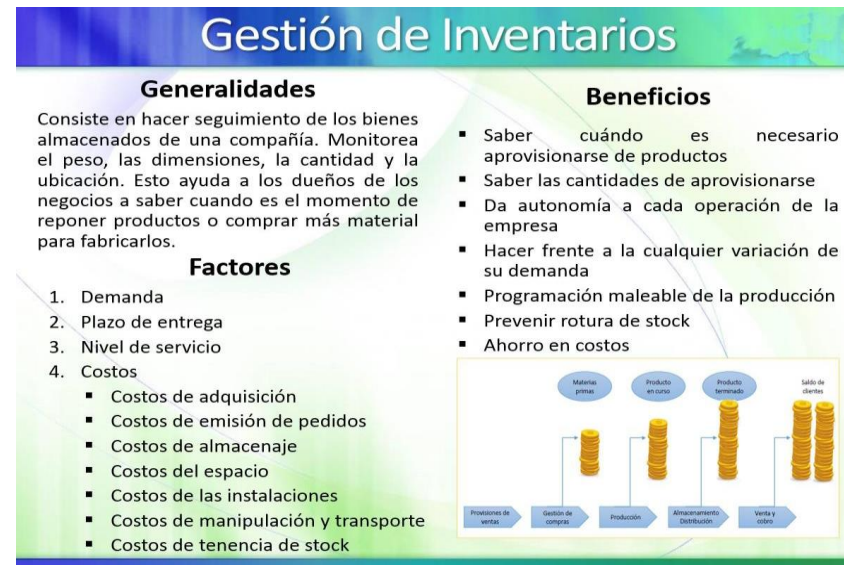 Gestión de Inventarios
Generalidades
Consiste en hacer seguimiento de los bienes
almacenados de una compañía. Monitorea
el peso, las dimensiones, la cantidad y la
ubicación. Esto ayuda a los dueños de los
negocios a saber cuando es el momento de
reponer productos o comprar más material
para fabricarlos.
Factores
1. Demanda
2. Plazo de entrega
3. Nivel de servicio
4. Costos
▪ Costos de adquisición
▪ Costos de emisión de pedidos
▪ Costos de almacenaje
▪ Costos del espacio
▪ Costos de las instalaciones
▪ Costos de manipulación y transporte
▪ Costos de tenencia de stock
Beneficios
▪ Saber cuándo es necesario
aprovisionarse de productos
▪ Saber las cantidades de aprovisionarse
▪ Da autonomía a cada operación de la
empresa
▪ Hacer frente a la cualquier variación de
su demanda
▪ Programación maleable de la producción
▪ Prevenir rotura de stock
▪ Ahorro en costos
Materias
primas
Producto
en curso
Producto
terminado
Saldo de
clientes
Provisiones de
ventas
Gestión de
compras
Producción
Almacenamiento
Distribución
Venta y
cobro